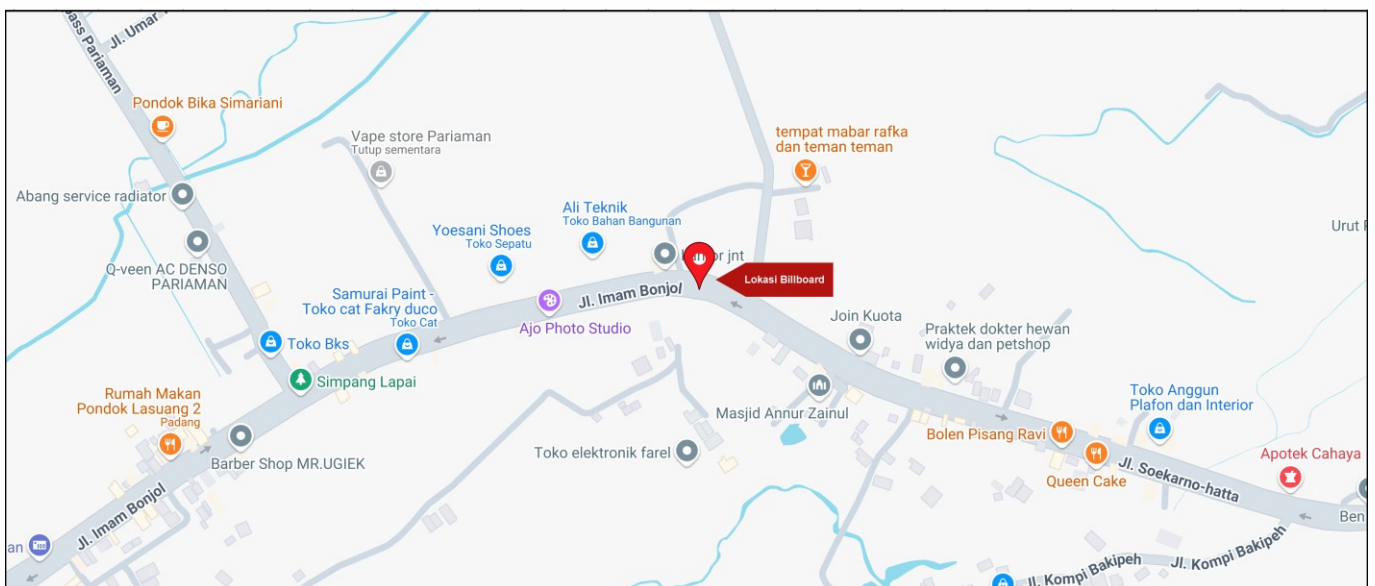 ass Pariaman
Jl. Umar
Pondok Bika Simariani
Vape store Pariaman
Tutup sementara
tempat mabar rafka
dan teman teman
Abang service radiator
Ali Teknik
Toko Bahan Bangunan
Yoesani Shoes
Toko Sepatu
Urut
jnt
Q-veen AC DENSO
PARIAMAN
Lokasi Billboard
Samurai Paint -
Toko cat Fakry duco
Toko Cat
Jl. Imam Bonjol
Ajo Photo Studio
Join Kuota
Praktek dokter hewan
widya dan petshop
Toko Bks
Simpang Lapai
Rumah Makan
Pondok Lasuang 2
Padang
Masjid Annur Zainul
Toko Anggun
Plafon dan Interior
Bolen Pisang Ravi
Barber Shop MR.UGIEK
Toko elektronik farel
Apotek Cahaya
Queen Cake
Jl. Soekarno-hatta
Jl. Imam Bonjol
Ben
an
Jl. Kompi Bakipeh
Jl. Kompi Bakipeh